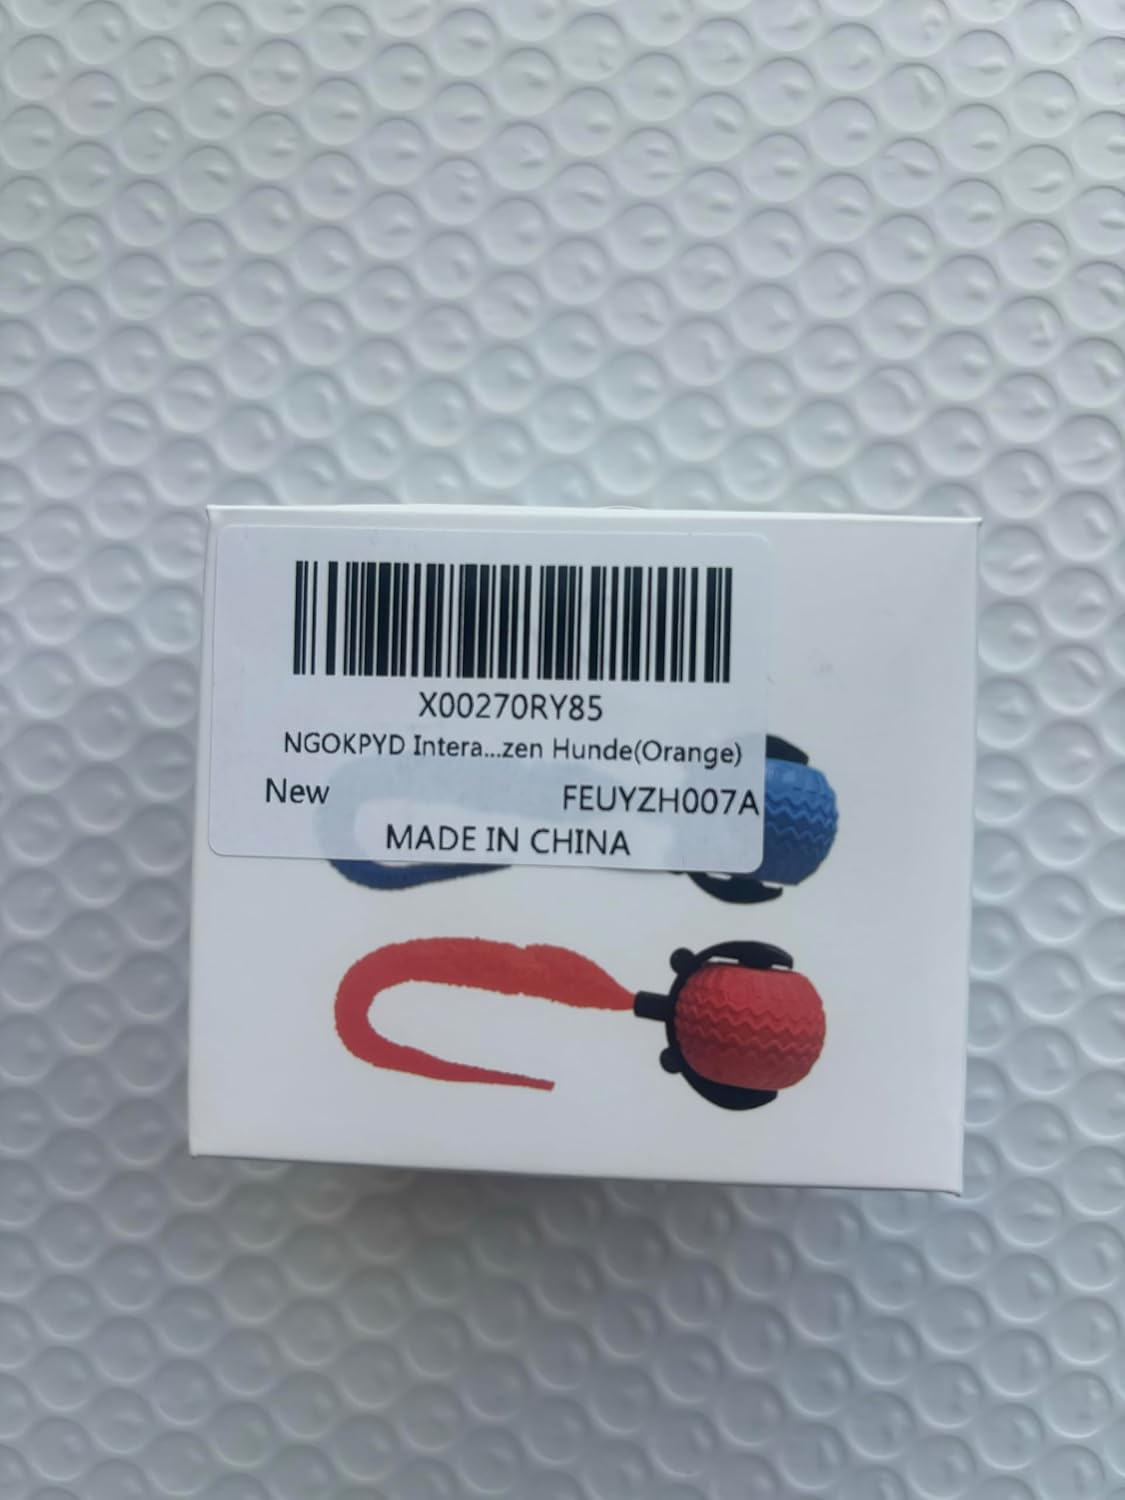 X00270RY85
NGOKPYD Intera...zen Hunde(Orange)
New FEUYZH007A
MADE IN CHINA